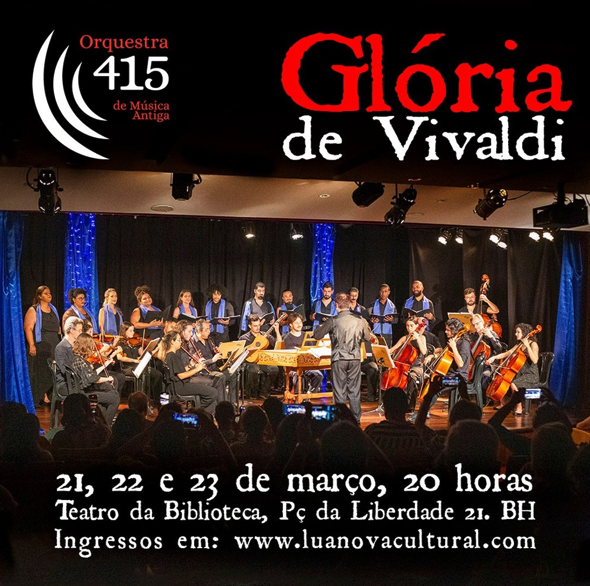 Orquestra
415
de Música
Antiga
Glória
de Vivaldi
21, 22 e 23 de março, 20 horas
Teatro da Biblioteca, Pç da Liberdade 21. BH
Ingressos em: www.luanovacultural.com